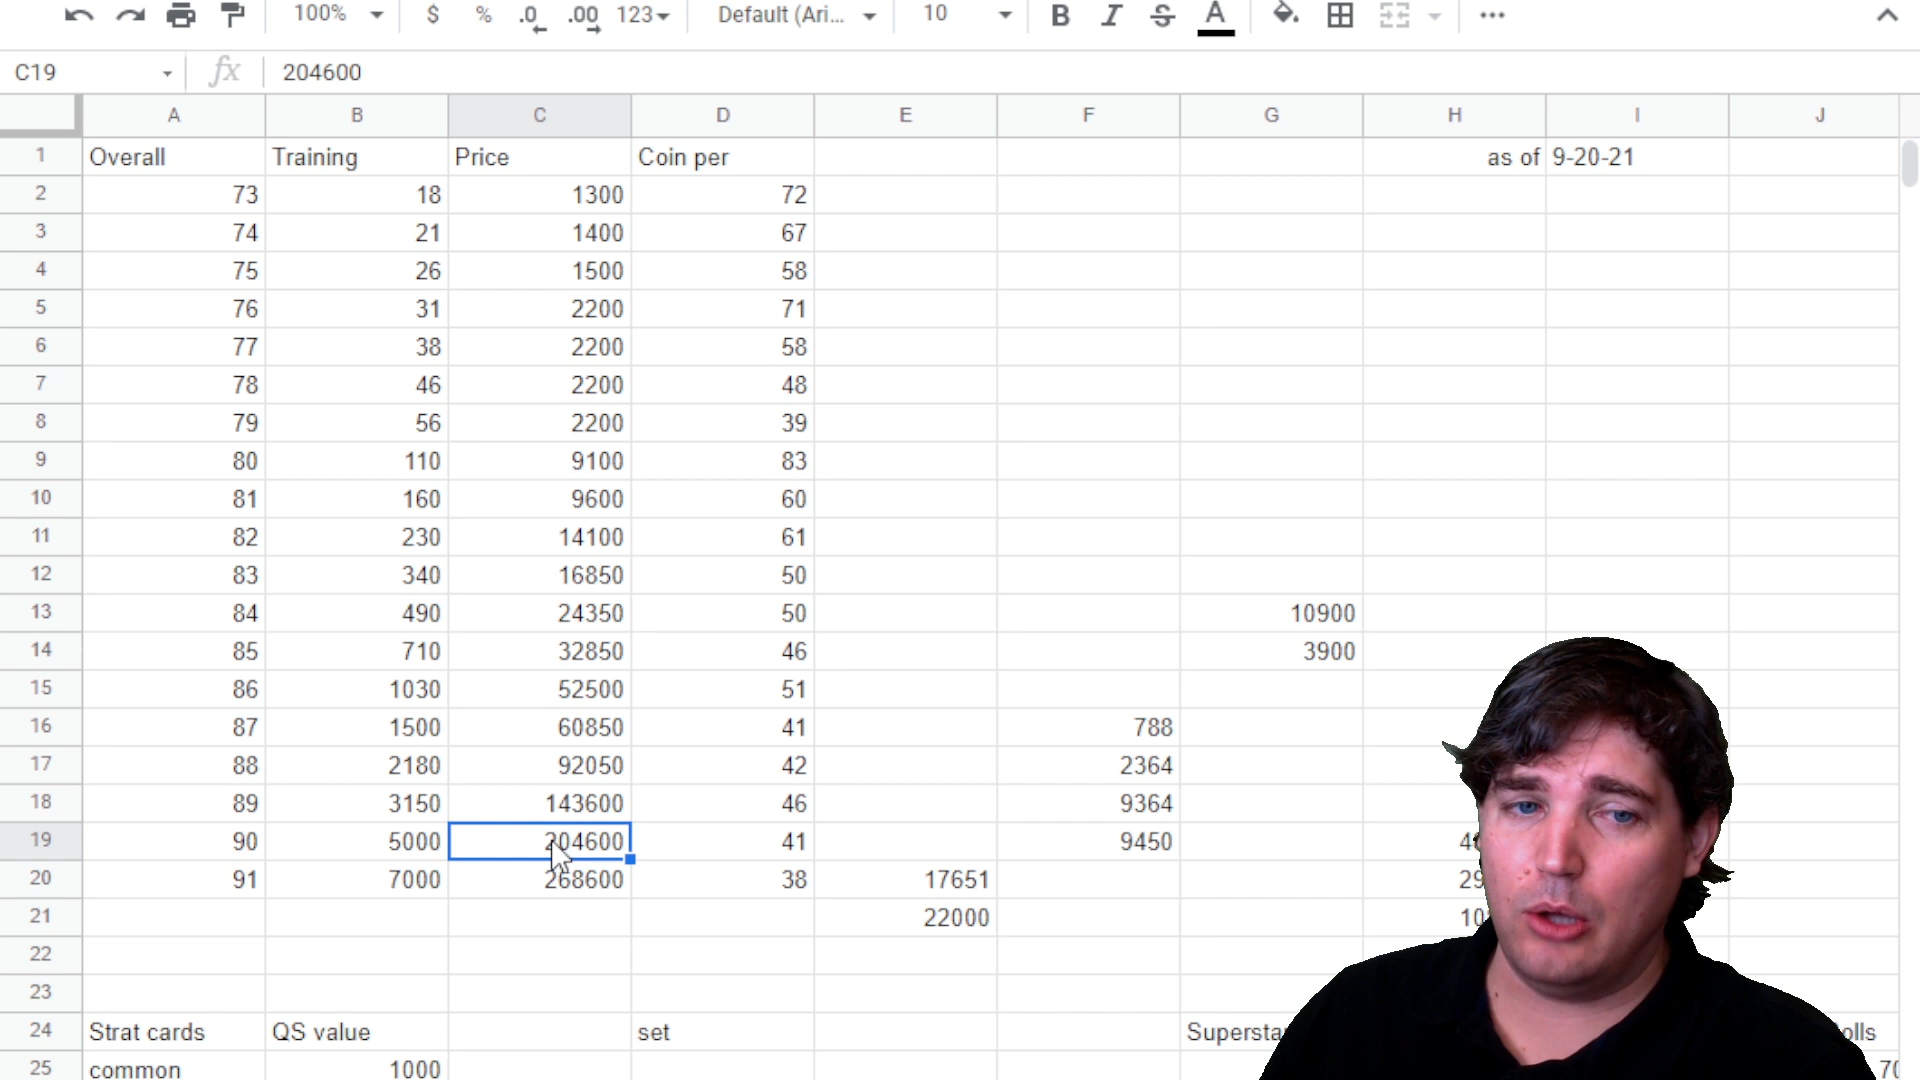 100% $ % .0 .00 123 Default (Ari... 10 B I S A
C19 fx 204600
A B C D E F G H I J
1 Overall Training Price Coin per as of 9-20-21
2 73 18 1300 72
3 74 21 1400 67
4 75 26 1500 58
5 76 31 2200 71
6 77 38 2200 58
7 78 46 2200 48
8 79 56 2200 39
9 80 110 9100 83
10 81 160 9600 60
11 82 230 14100 61
12 83 340 16850 50
13 84 490 24350 50 10900
14 85 710 32850 46 3900
15 86 1030 52500 51
16 87 1500 60850 41 788
17 88 2180 92050 42 2364
18 89 3150 143600 46 9364
19 90 5000 204600 41 9450
20 91 7000 268600 38 17651
21 22000
22
23
24 Strat cards QS value set
25 common 1000